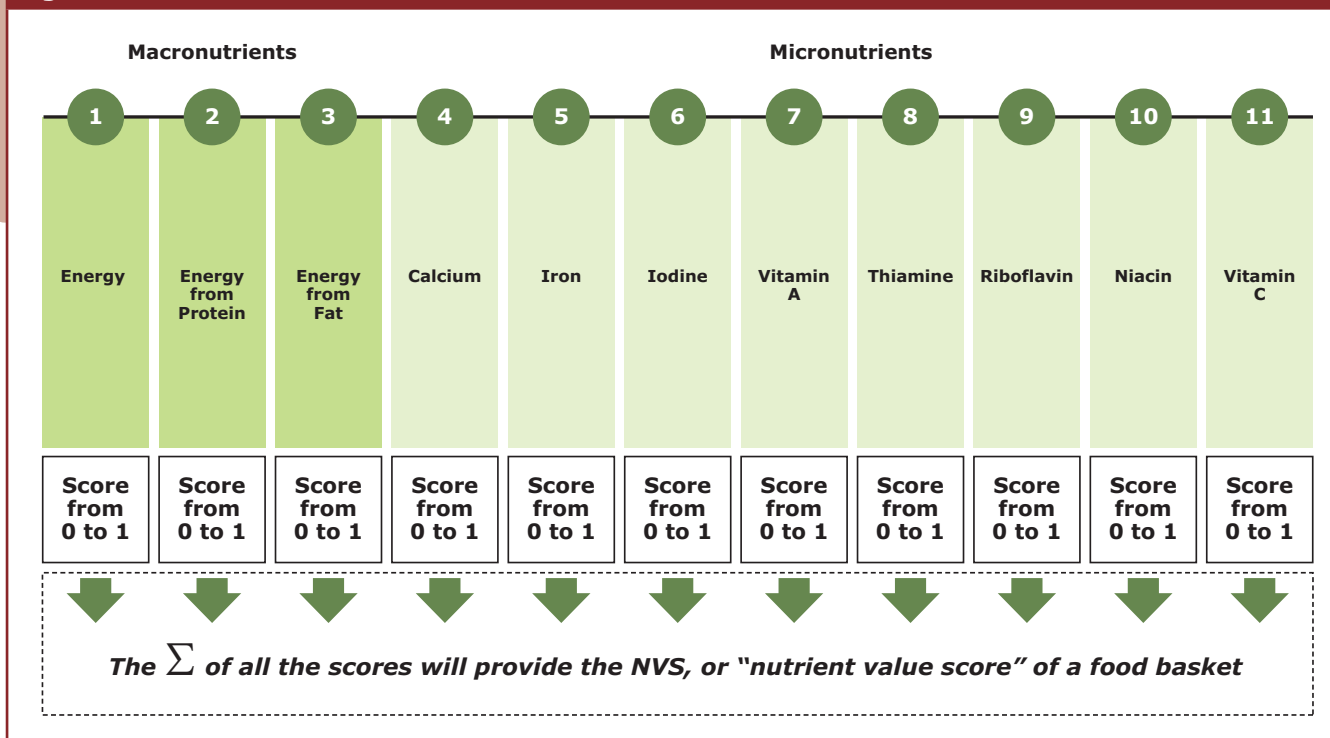 Macronutrients
Micronutrients
1 2 3 4 5 6 7 8 9 10 11
Energy
Energy
from
Protein
Energy
from
Fat
Calcium
Iron
Iodine
Vitamin
A
Thiamine
Riboflavin
Niacin
Vitamin
C
Score
from
0 to 1
Score
from
0 to 1
Score
from
0 to 1
Score
from
0 to 1
Score
from
0 to 1
Score
from
0 to 1
Score
from
0 to 1
Score
from
0 to 1
Score
from
0 to 1
Score
from
0 to 1
Score
from
0 to 1
The ∑ of all the scores will provide the NVS, or “nutrient value score” of a food basket